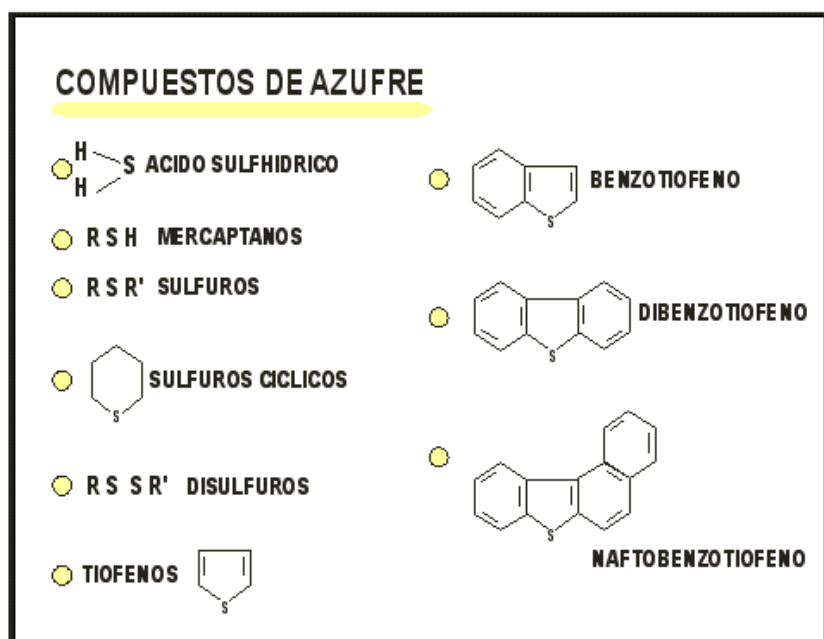 COMPUESTOS DE AZUFRE
H
S ACIDO SULFHIDRICO
H
R S H MERCAPTANOS
R S R' SULFUROS
S
SULFUROS CICLICOS
R S S R' DISULFUROS
TIOFENOS
S
BENZOTIOFENO
S
DIBENZOTIOFENO
S
S
NAFTOBENZOTIOFENO